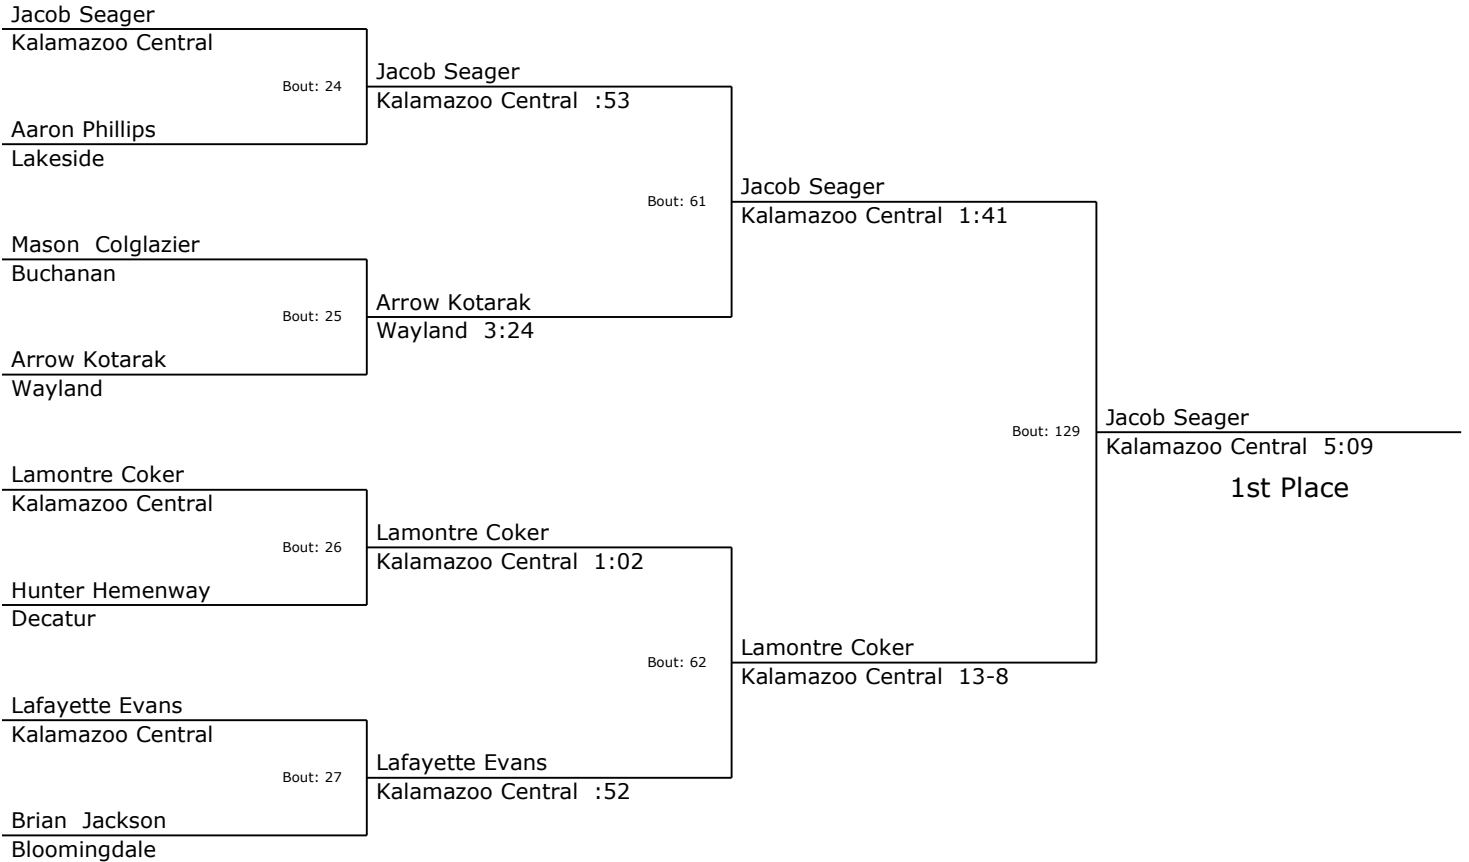 Jacob Seager
Kalamazoo Central
Bout: 24
Aaron Phillips
Lakeside
Mason  Colglazier
Buchanan
Bout: 25
Arrow Kotarak
Wayland
Lamontre Coker
Kalamazoo Central
Bout: 26
Hunter Hemenway
Decatur
Lafayette Evans
Kalamazoo Central
Bout: 27
Brian  Jackson
Bloomingdale
Jacob Seager
Kalamazoo Central  :53
Bout: 61
Arrow Kotarak
Wayland  3:24
Lamontre Coker
Kalamazoo Central  1:02
Bout: 62
Lafayette Evans
Kalamazoo Central  :52
Jacob Seager
Kalamazoo Central  1:41
Bout: 129
Lamontre Coker
Kalamazoo Central  13-8
Jacob Seager
Kalamazoo Central  5:09
1st Place